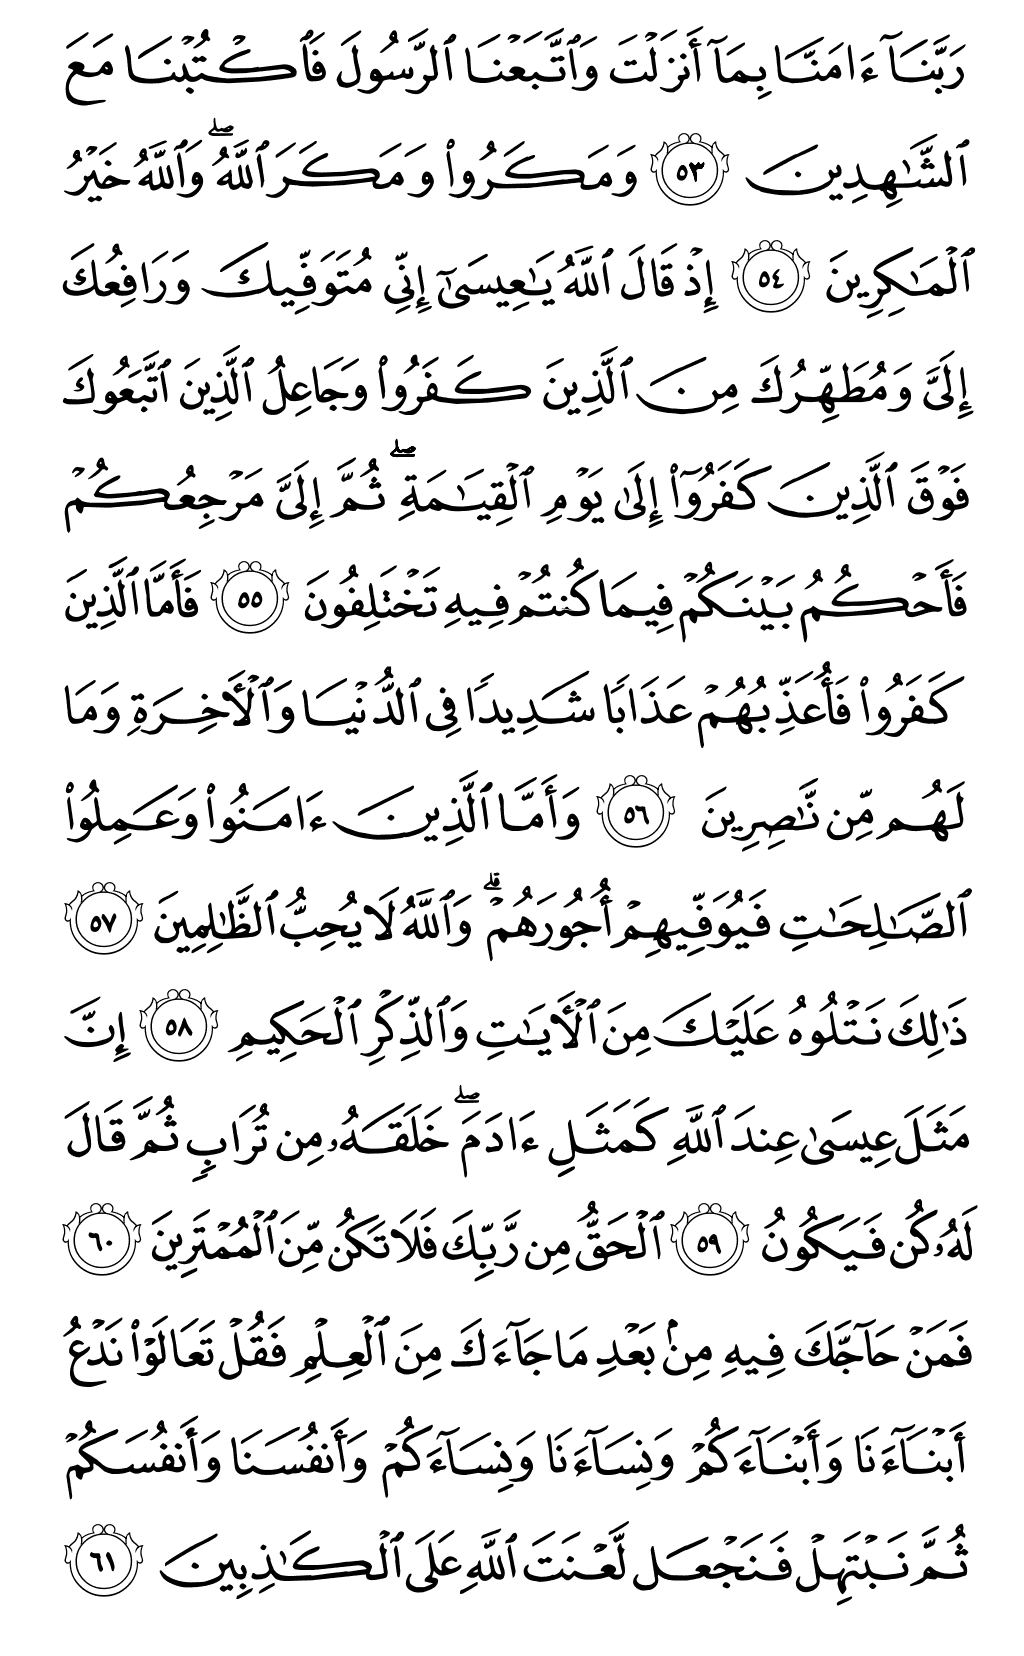 رَبَّنَآ ءَامَنَّا بِمَآ أَنزَلۡتَ وَٱتَّبَعۡنَا ٱلرَّسُولَ فَٱكۡتُبۡنَا مَعَ
ٱلشَّٰهِدِينَ ٥٣ وَمَكَرُواْ وَمَكَرَ ٱللَّهُۖ وَٱللَّهُ خَيۡرُ
ٱلۡمَٰكِرِينَ ٥٤ إِذۡ قَالَ ٱللَّهُ يَٰعِيسَىٰٓ إِنِّي مُتَوَفِّيكَ وَرَافِعُكَ
إِلَيَّ وَمُطَهِّرُكَ مِنَ ٱلَّذِينَ كَفَرُواْ وَجَاعِلُ ٱلَّذِينَ ٱتَّبَعُوكَ
فَوۡقَ ٱلَّذِينَ كَفَرُوٓاْ إِلَىٰ يَوۡمِ ٱلۡقِيَٰمَةِۖ ثُمَّ إِلَيَّ مَرۡجِعُكُمۡ
فَأَحۡكُمُ بَيۡنَكُمۡ فِيمَا كُنتُمۡ فِيهِ تَخۡتَلِفُونَ ٥٥ فَأَمَّا ٱلَّذِينَ
كَفَرُواْ فَأُعَذِّبُهُمۡ عَذَابٗا شَدِيدٗا فِي ٱلدُّنۡيَا وَٱلۡأٓخِرَةِ وَمَا
لَهُم مِّن نَّٰصِرِينَ ٥٦ وَأَمَّا ٱلَّذِينَ ءَامَنُواْ وَعَمِلُواْ
ٱلصَّٰلِحَٰتِ فَيُوَفِّيهِمۡ أُجُورَهُمۡۗ وَٱللَّهُ لَا يُحِبُّ ٱلظَّٰلِمِينَ ٥٧
ذَٰلِكَ نَتۡلُوهُ عَلَيۡكَ مِنَ ٱلۡأٓيَٰتِ وَٱلذِّكۡرِ ٱلۡحَكِيمِ ٥٨ إِنَّ
مَثَلَ عِيسَىٰ عِندَ ٱللَّهِ كَمَثَلِ ءَادَمَۖ خَلَقَهُۥ مِن تُرَابٖ ثُمَّ قَالَ
لَهُۥ كُن فَيَكُونُ ٥٩ ٱلۡحَقُّ مِن رَّبِّكَ فَلَا تَكُن مِّنَ ٱلۡمُمۡتَرِينَ ٦٠
فَمَنۡ حَآجَّكَ فِيهِ مِنۢ بَعۡدِ مَا جَآءَكَ مِنَ ٱلۡعِلۡمِ فَقُلۡ تَعَالَوۡاْ نَدۡعُ
أَبۡنَآءَنَا وَأَبۡنَآءَكُمۡ وَنِسَآءَنَا وَنِسَآءَكُمۡ وَأَنفُسَنَا وَأَنفُسَكُمۡ
ثُمَّ نَبۡتَهِلۡ فَنَجۡعَل لَّعۡنَتَ ٱللَّهِ عَلَى ٱلۡكَٰذِبِينَ ٦١